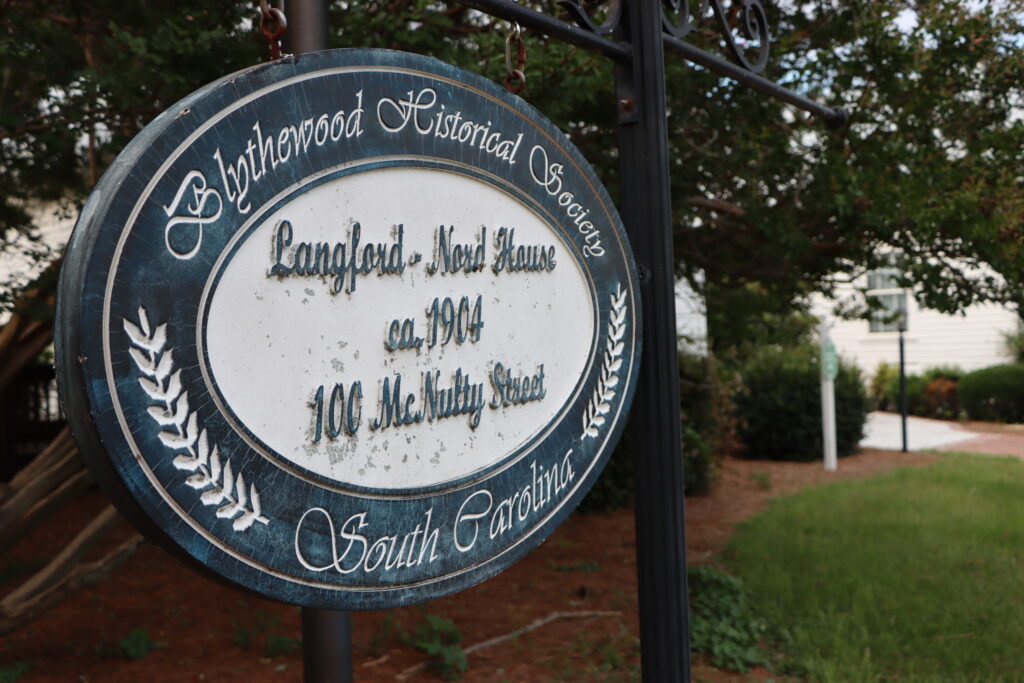 Blythewood Historical Society
Langford - Nord House
ca. 1904
100 McNulty Street
South Carolina